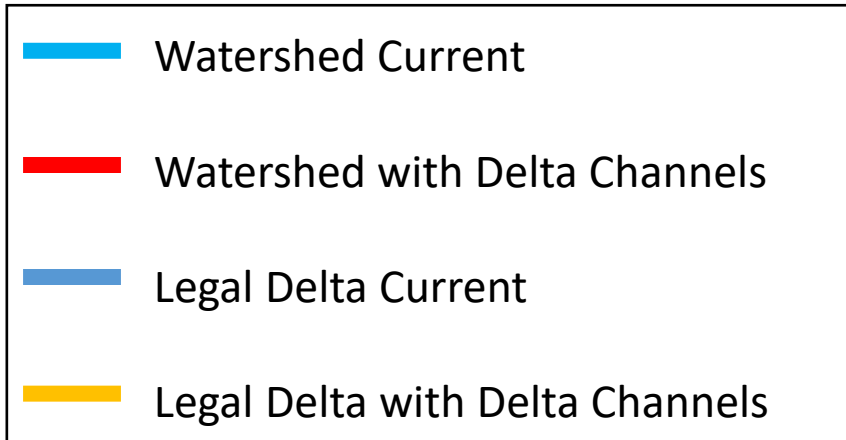 Watershed Current
Watershed with Delta Channels
Legal Delta Current
Legal Delta with Delta Channels